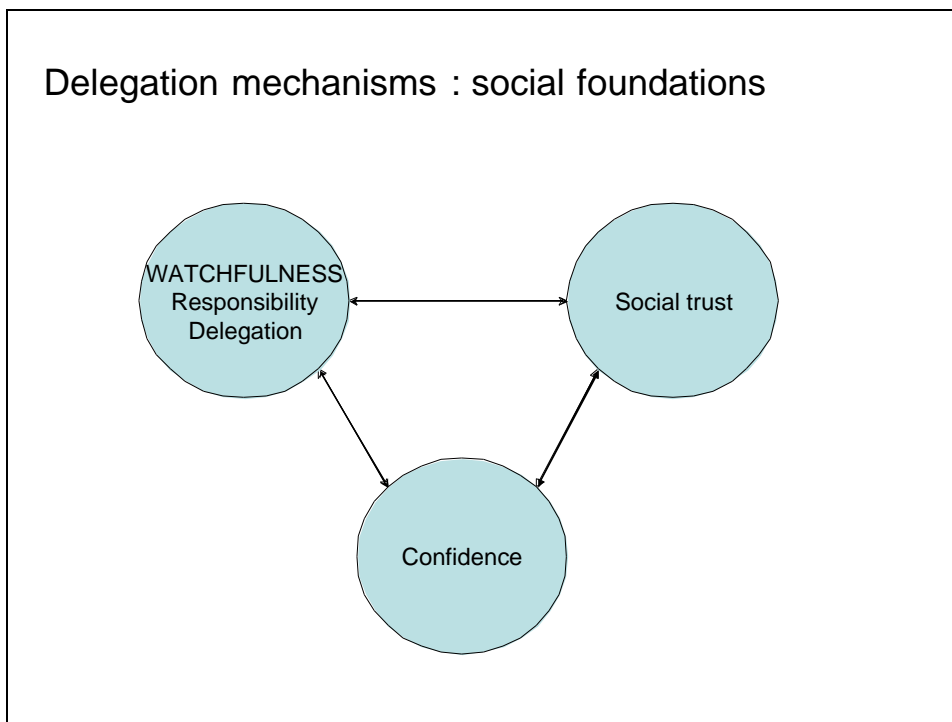 Delegation mechanisms : social foundations
WATCHFULNESS
Responsibility
Delegation
Social trust
Confidence